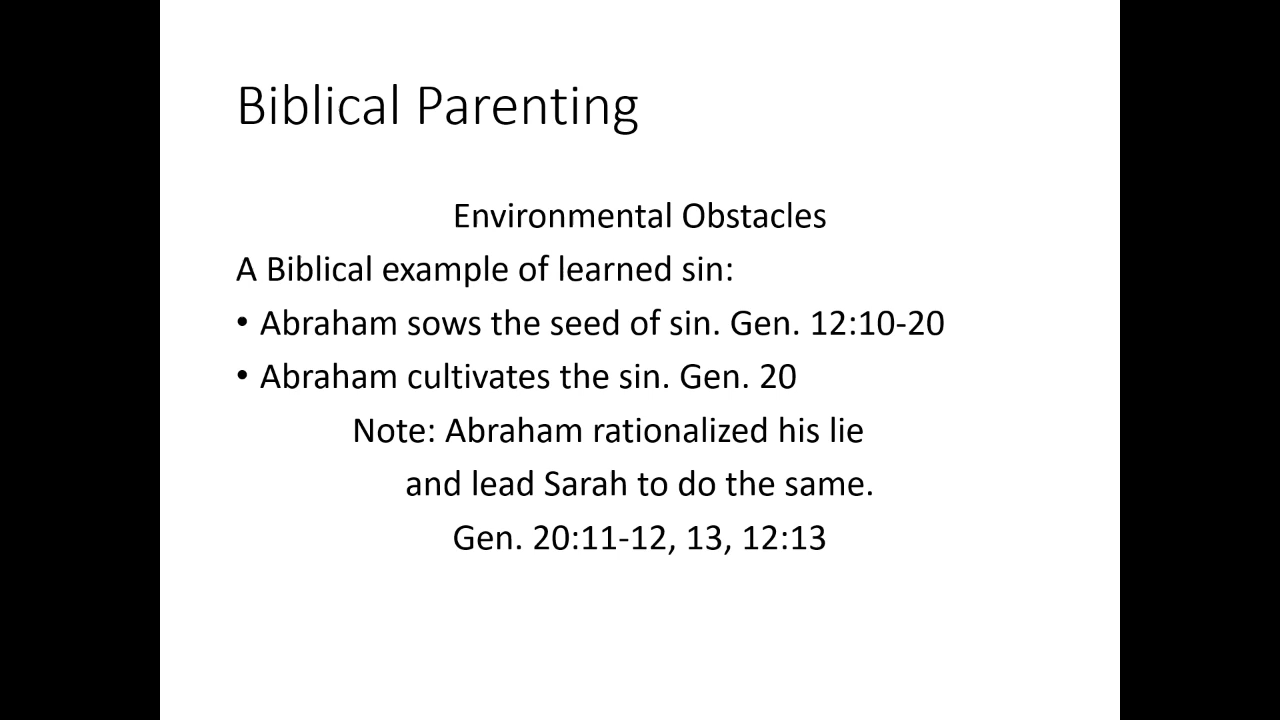 Biblical Parenting
Environmental Obstacles
A Biblical example of learned sin:
• Abraham sows the seed of sin. Gen. 12:10-20
• Abraham cultivates the sin. Gen. 20
Note: Abraham rationalized his lie
and lead Sarah to do the same.
Gen. 20:11-12, 13, 12:13